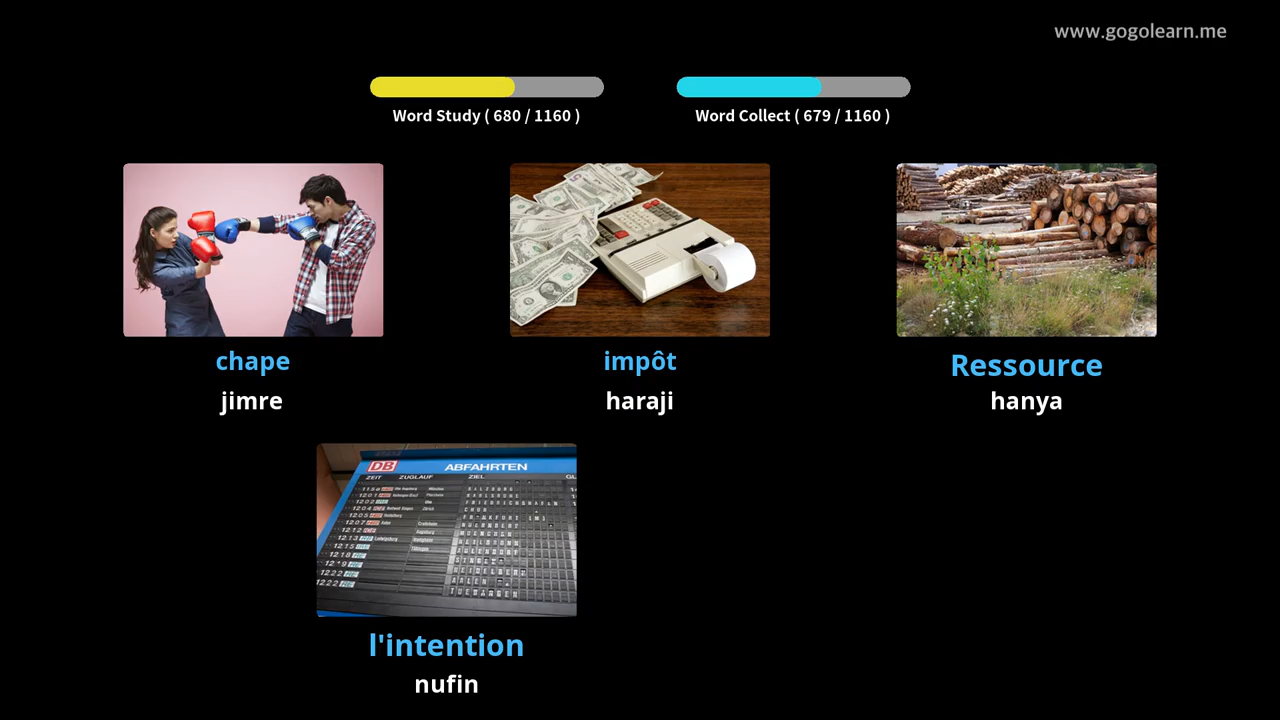 www.gogolearn.me
Word Study ( 680 / 1160 )
Word Collect ( 679 / 1160 )
chape
jimre
impôt
haraji
Ressource
hanya
DB ABFAHRTEN
ZEIT ZUGLAUF ZIEL
l'intention
nufin